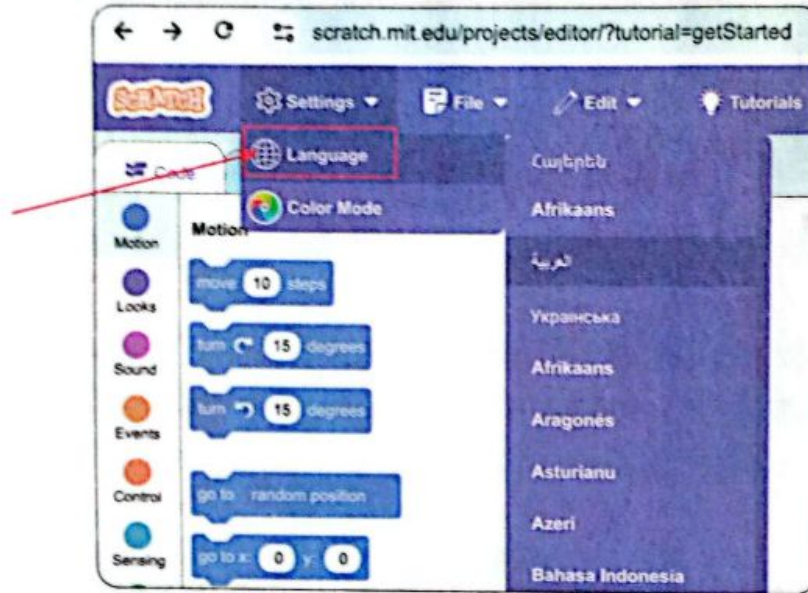 scratch.mit.edu/projects/editor/?tutorial=getStarted
SCRATCH Settings File Edit Tutorials
Language
Color Mode
Code
Հայերեն
Afrikaans
العربية
Українська
Afrikaans
Aragonés
Asturianu
Azeri
Bahasa Indonesia
Motion
Looks
Sound
Events
Control
Sensing
Motion
move 10 steps
turn 15 degrees
turn 15 degrees
go to random position
go to x: 0 y: 0